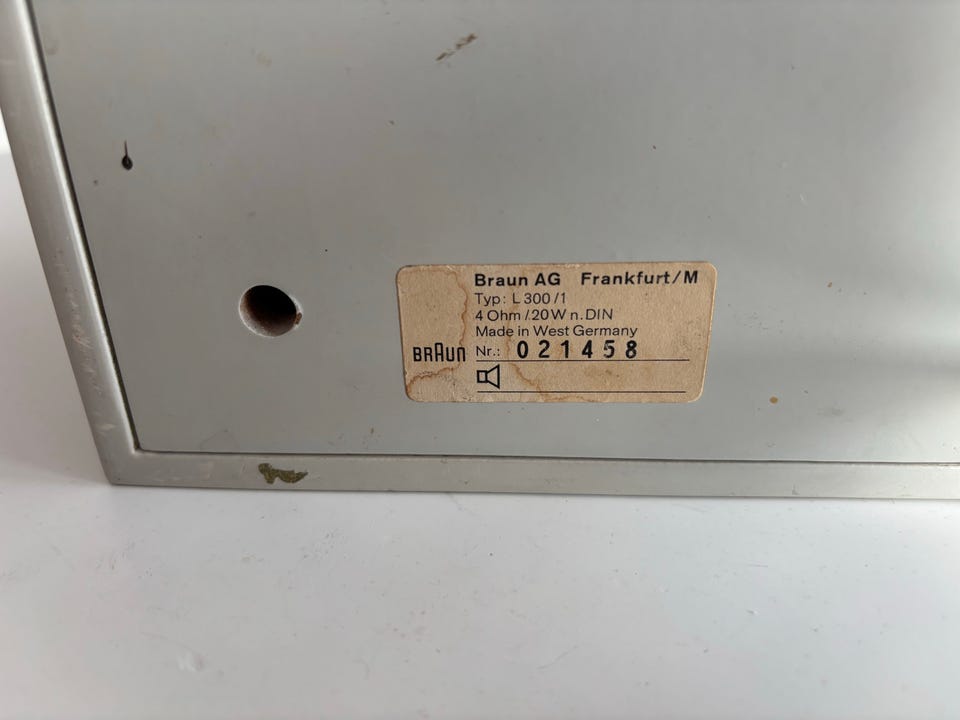 Braun AG Frankfurt/M
Typ: L 300/1
4 Ohm /.20 W n. DIN
Made in West Germany
BRAUN Nr.: 021458